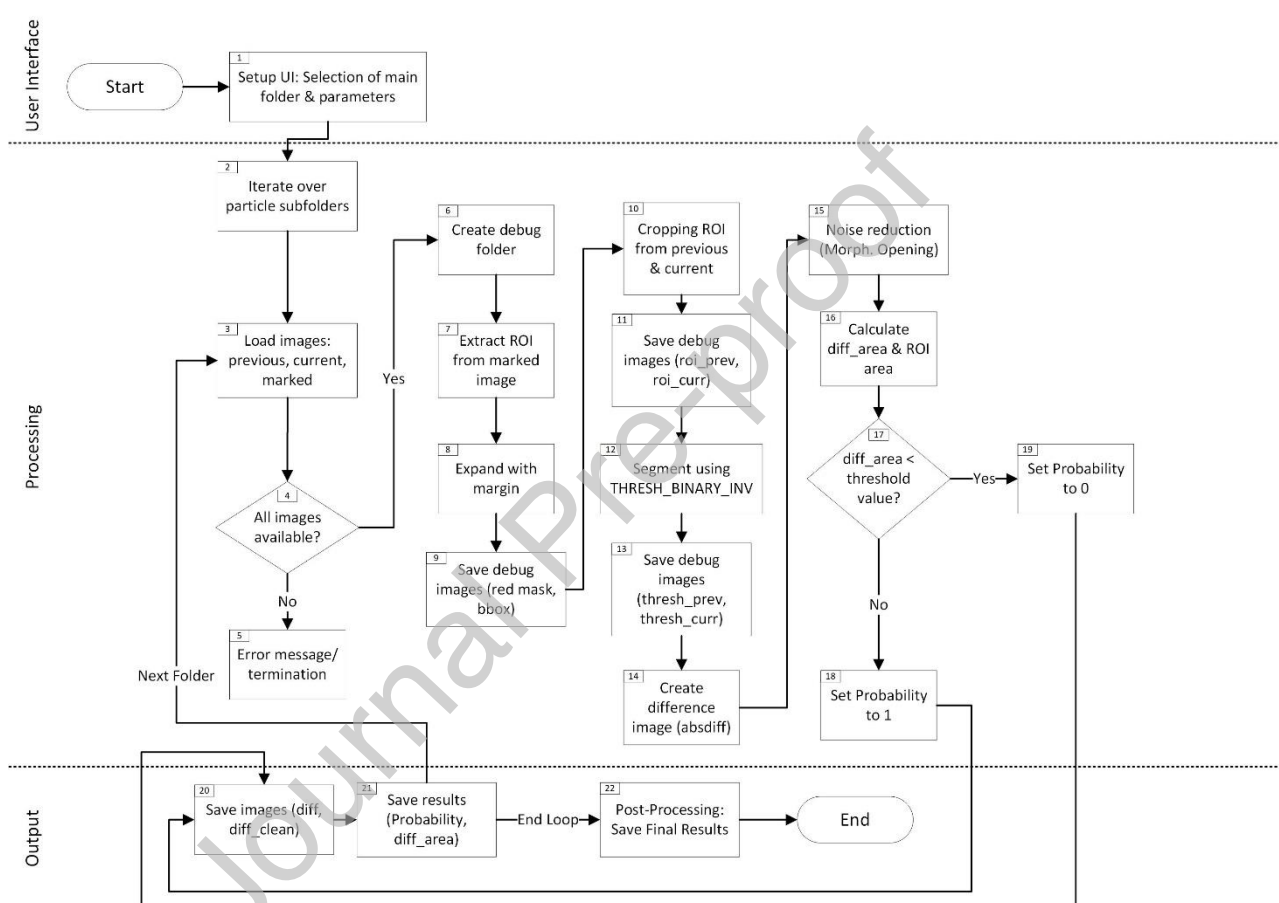 User Interface
Start
1
Setup UI: Selection of main
folder & parameters
Processing
2
Iterate over
particle subfolders
3
Load images:
previous, current,
marked
4
All images
available?
Yes
No
5
Error message/
termination
Next Folder
6
Create debug
folder
7
Extract ROI
from marked
image
8
Expand with
margin
9
Save debug
images (red mask,
bbox)
10
Cropping ROI
from previous
& current
11
Save debug
images (roi_prev,
roi_curr)
12
Segment using
THRESH_BINARY_INV
13
Save debug
images
(thresh_prev,
thresh_curr)
14
Create
difference
image (absdiff)
15
Noise reduction
(Morph. Opening)
16
Calculate
diff_area & ROI
area
17
diff_area <
threshold
value?
Yes
No
18
Set Probability
to 1
19
Set Probability
to 0
Output
20
Save images (diff,
diff_clean)
21
Save results
(Probability,
diff_area)
End Loop
22
Post-Processing:
Save Final Results
End
Journal Pre-proof